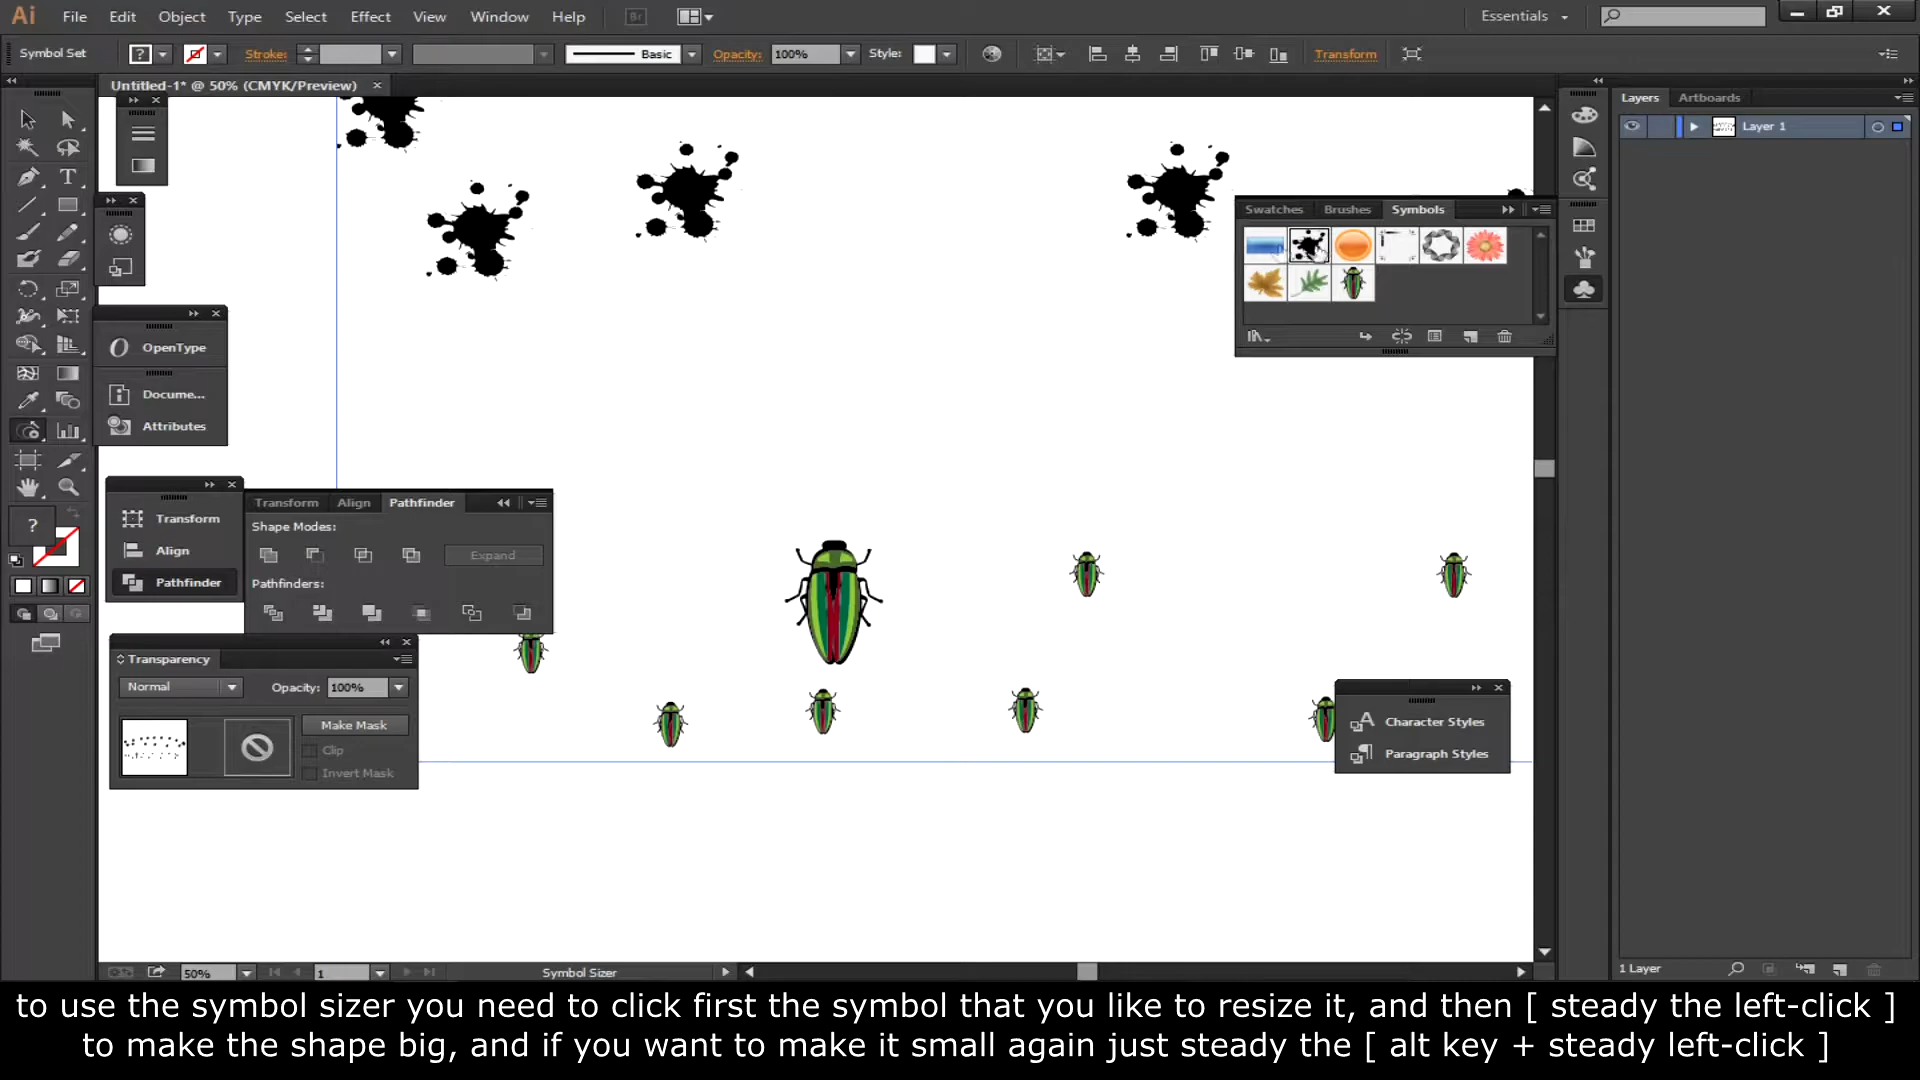 Ai File Edit Object Type Select Effect View Window Help Br Essentials
Symbol Set ? Stroke: Basic Opacity: 100% Style: Transform
Untitled-1* @ 50% (CMYK/Preview)
Layers Artboards
Layer 1
Swatches Brushes Symbols
OpenType
Docume...
Attributes
Transform
Align
Pathfinder
Transform Align Pathfinder
Shape Modes:
Expand
Pathfinders:
?
Transparency
Normal Opacity: 100%
Make Mask
Clip
Invert Mask
Character Styles
Paragraph Styles
50% 1 Symbol Sizer
1 Layer
to use the symbol sizer you need to click first the symbol that you like to resize it, and then [ steady the left-click ]
to make the shape big, and if you want to make it small again just steady the [ alt key + steady left-click ]